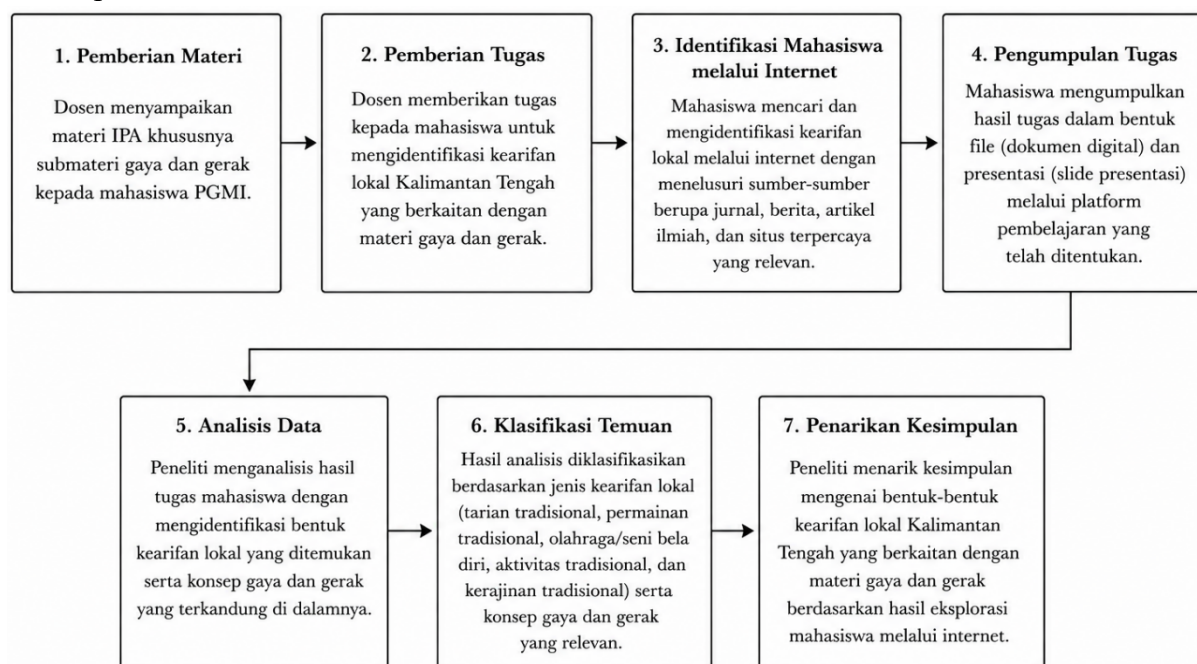 1. Pemberian Materi
Dosen menyampaikan
materi IPA khususnya
submateri gaya dan gerak
kepada mahasiswa PGMI.
2. Pemberian Tugas
Dosen memberikan tugas
kepada mahasiswa untuk
mengidentifikasi kearifan
lokal Kalimantan Tengah
yang berkaitan dengan
materi gaya dan gerak.
3. Identifikasi Mahasiswa
melalui Internet
Mahasiswa mencari dan
mengidentifikasi kearifan
lokal melalui internet dengan
menelusuri sumber-sumber
berupa jurnal, berita, artikel
ilmiah, dan situs terpercaya
yang relevan.
4. Pengumpulan Tugas
Mahasiswa mengumpulkan
hasil tugas dalam bentuk
file (dokumen digital) dan
presentasi (slide presentasi)
melalui platform
pembelajaran yang
telah ditentukan.
5. Analisis Data
Peneliti menganalisis hasil
tugas mahasiswa dengan
mengidentifikasi bentuk
kearifan lokal yang ditemukan
serta konsep gaya dan gerak
yang terkandung di dalamnya.
6. Klasifikasi Temuan
Hasil analisis diklasifikasikan
berdasarkan jenis kearifan lokal
(tarian tradisional, permainan
tradisional, olahraga/seni bela
diri, aktivitas tradisional, dan
kerajinan tradisional) serta
konsep gaya dan gerak
yang relevan.
7. Penarikan Kesimpulan
Peneliti menarik kesimpulan
mengenai bentuk-bentuk
kearifan lokal Kalimantan
Tengah yang berkaitan dengan
materi gaya dan gerak
berdasarkan hasil eksplorasi
mahasiswa melalui internet.